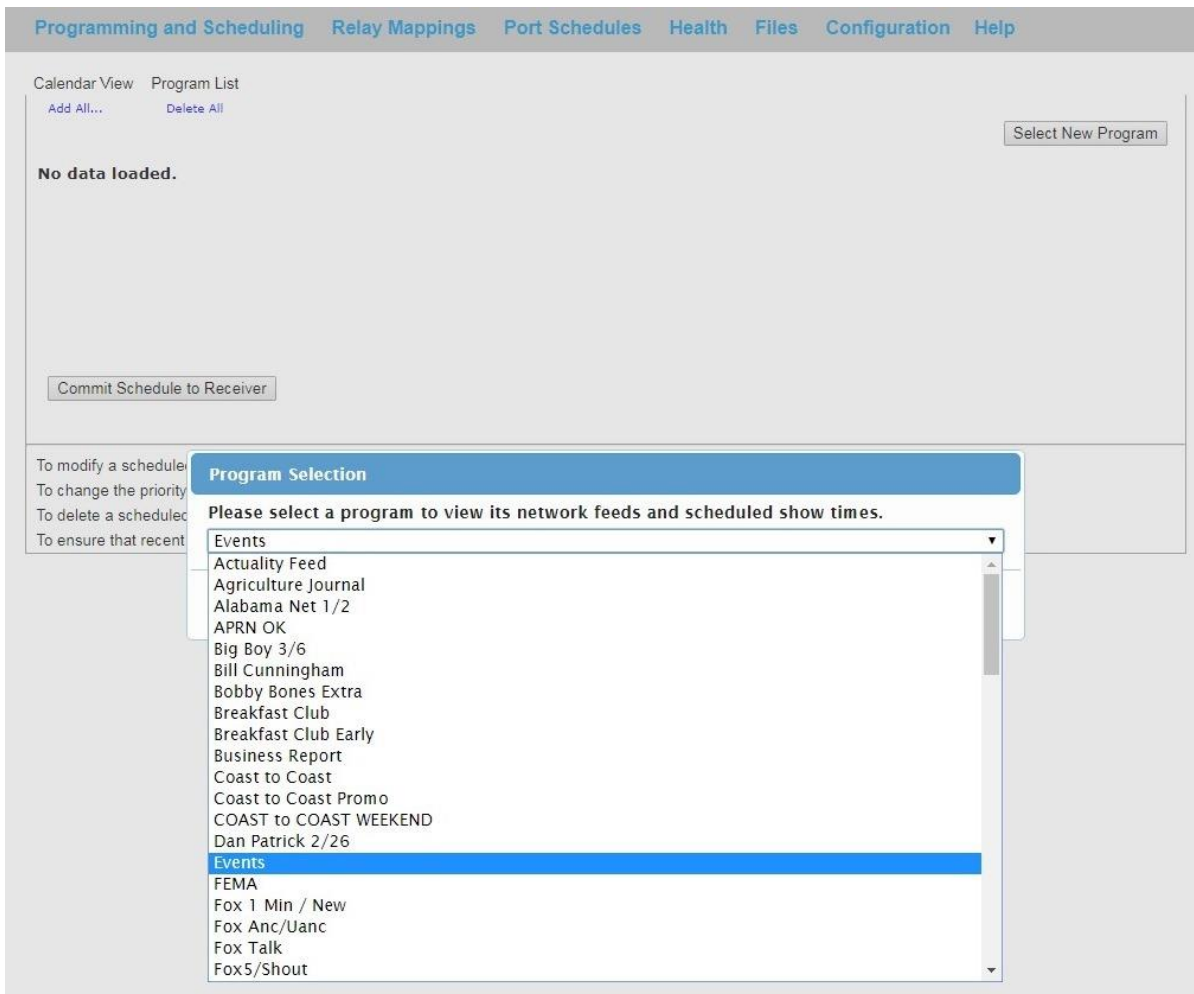 Programming and Scheduling Relay Mappings Port Schedules Health Files Configuration Help
Calendar View Program List
Add All... Delete All
Select New Program
No data loaded.
Commit Schedule to Receiver
To modify a schedule
To change the priority
To delete a scheduled
To ensure that recent
Program Selection
Please select a program to view its network feeds and scheduled show times.
Events
Actuality Feed
Agriculture Journal
Alabama Net 1/2
APRN OK
Big Boy 3/6
Bill Cunningham
Bobby Bones Extra
Breakfast Club
Breakfast Club Early
Business Report
Coast to Coast
Coast to Coast Promo
COAST to COAST WEEKEND
Dan Patrick 2/26
Events
FEMA
Fox 1 Min / New
Fox Anc/Uanc
Fox Talk
Fox5/Shout